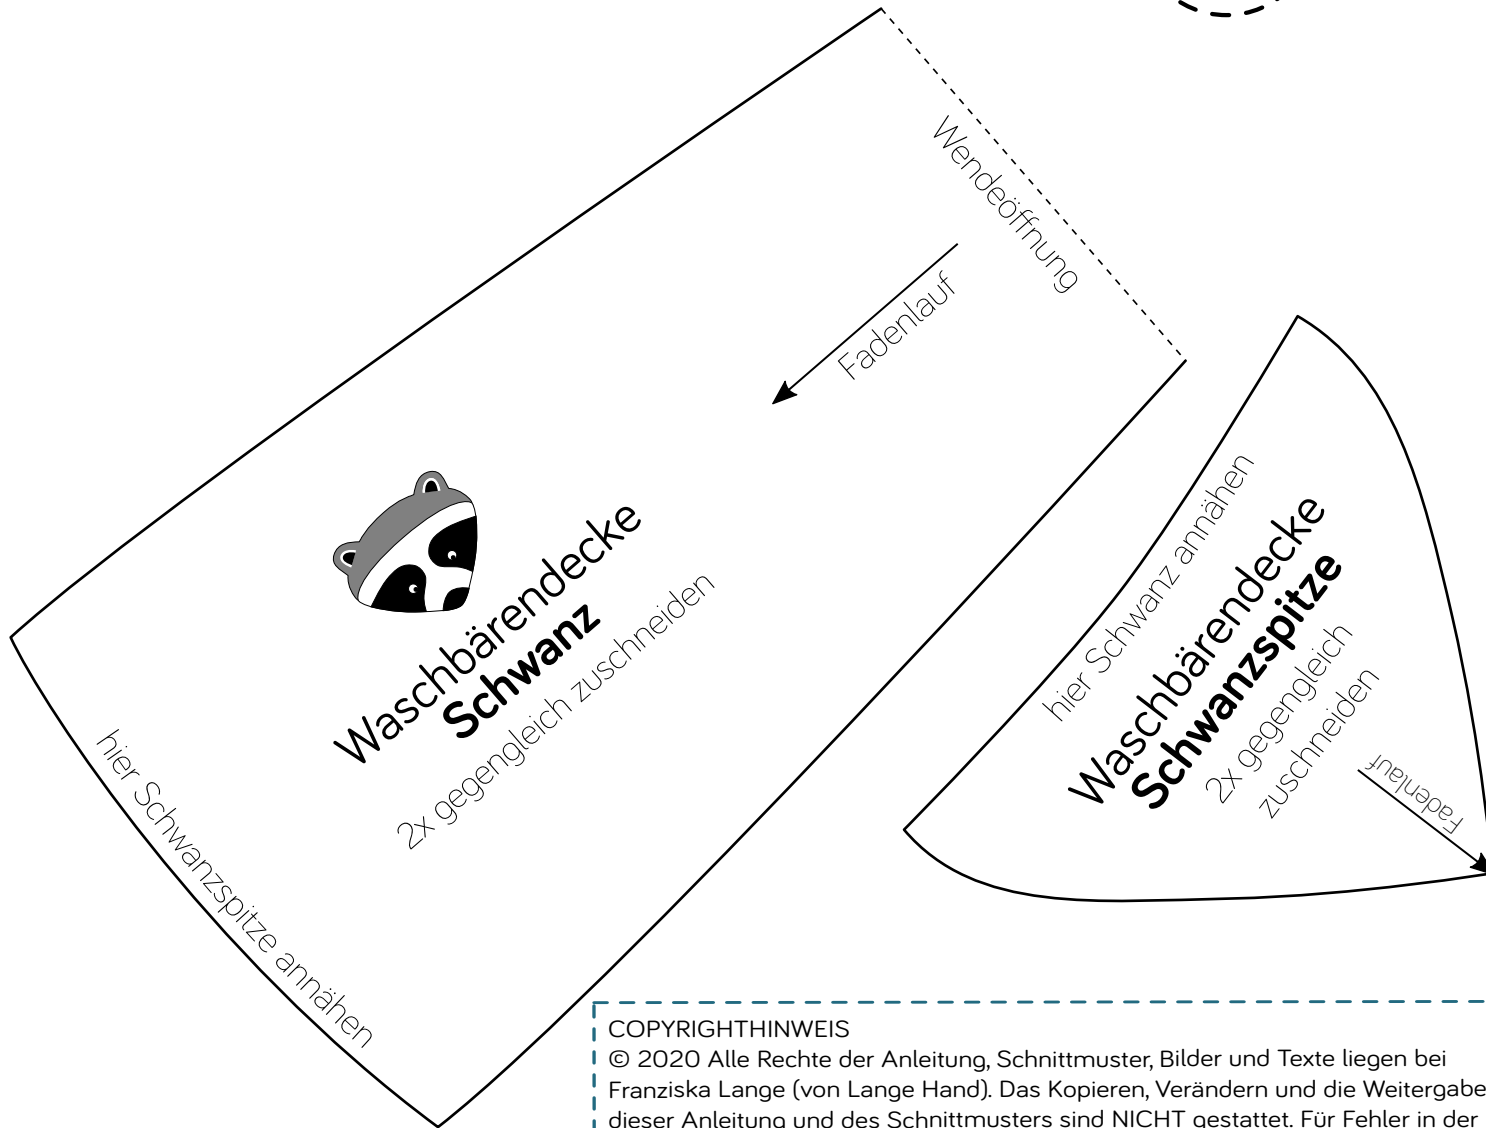 Wendeöffnung
Fadenlauf
Waschbärendecke
Schwanz
2x gegengleich zuschneiden
hier Schwanzspitze annähen
hier Schwanz annähen
Waschbärendecke
Schwanzspitze
2x gegengleich
zuschneiden
Fadenlauf
COPYRIGHTHINWEIS
© 2020 Alle Rechte der Anleitung, Schnittmuster, Bilder und Texte liegen bei
Franziska Lange (von Lange Hand). Das Kopieren, Verändern und die Weitergabe
dieser Anleitung und des Schnittmusters sind NICHT gestattet. Für Fehler in der